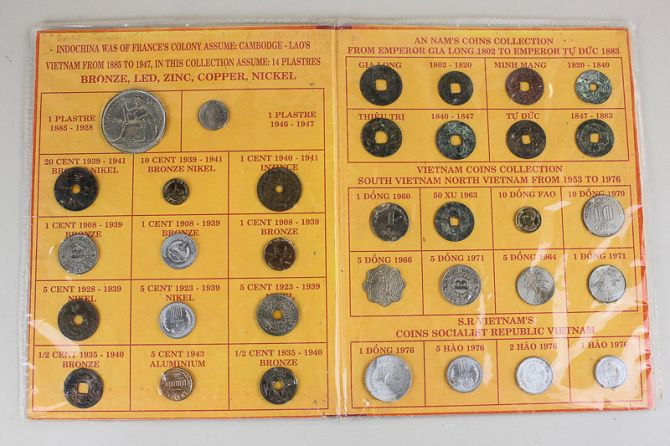 INDOCHINA WAS OF FRANCE'S COLONY. ASSUME: CAMBODGE - LAO'S
VIETNAM FROM 1885 TO 1947, IN THIS COLLECTION ASSUME: 14 PLASTRES
BRONZE, LED, ZINC, COPPER, NICKEL
1 PLASTRE
1885 - 1928
1 PLASTRE
1946 - 1947
20 CENT 1939 - 1941
BRONZE NIKEL
10 CENT 1939 - 1941
BRONZE NIKEL
1 CENT 1940 - 1941
1 CENT 1908 - 1939
BRONZE
1 CENT 1908 - 1939
BRONZE
1 CENT 1908 - 1939
BRONZE
5 CENT 1928 - 1939
NIKEL
5 CENT 1923 - 1939
NIKEL
5 CENT 1923 - 1939
1/2 CENT 1935 - 1940
BRONZE
5 CENT 1943
ALUMINIUM
1/2 CENT 1935 - 1940
BRONZE
AN NAM'S COINS COLLECTION
FROM EMPEROR GIA LONG 1802 TO EMPEROR TỰ ĐỨC 1883
GIA LONG
1802 - 1820
MINH MANG
1820 - 1840
THIỆU TRỊ
1840 - 1847
TỰ ĐỨC
1847 - 1883
VIETNAM COINS COLLECTION
SOUTH VIETNAM NORTH VIETNAM FROM 1953 TO 1976
1 ĐỒNG 1960
50 XU 1963
10 ĐỒNG FAO
10 ĐỒNG 1970
5 ĐỒNG 1966
5 ĐỒNG 1971
5 ĐỒNG 1964
1 ĐỒNG 1971
S.R VIETNAM'S
COINS SOCIALIST REPUBLIC VIETNAM
1 ĐỒNG 1976
5 HÀO 1976
2 HÀO 1976
1 HÀO 1976